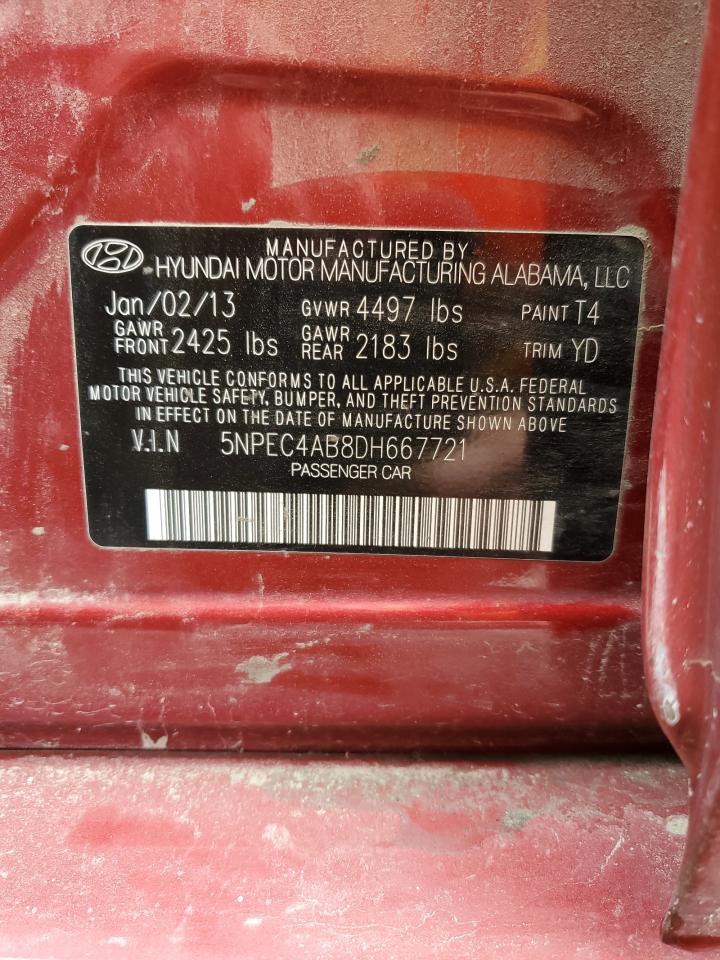 MANUFACTURED BY
HYUNDAI MOTOR MANUFACTURING ALABAMA, LLC
Jan/02/13 GVWR 4497 lbs PAINT T4
GAWR FRONT 2425 lbs GAWR REAR 2183 lbs TRIM YD
THIS VEHICLE CONFORMS TO ALL APPLICABLE U.S.A. FEDERAL
MOTOR VEHICLE SAFETY, BUMPER, AND THEFT PREVENTION STANDARDS
IN EFFECT ON THE DATE OF MANUFACTURE SHOWN ABOVE
V.I.N 5NPEC4AB8DH667721
PASSENGER CAR